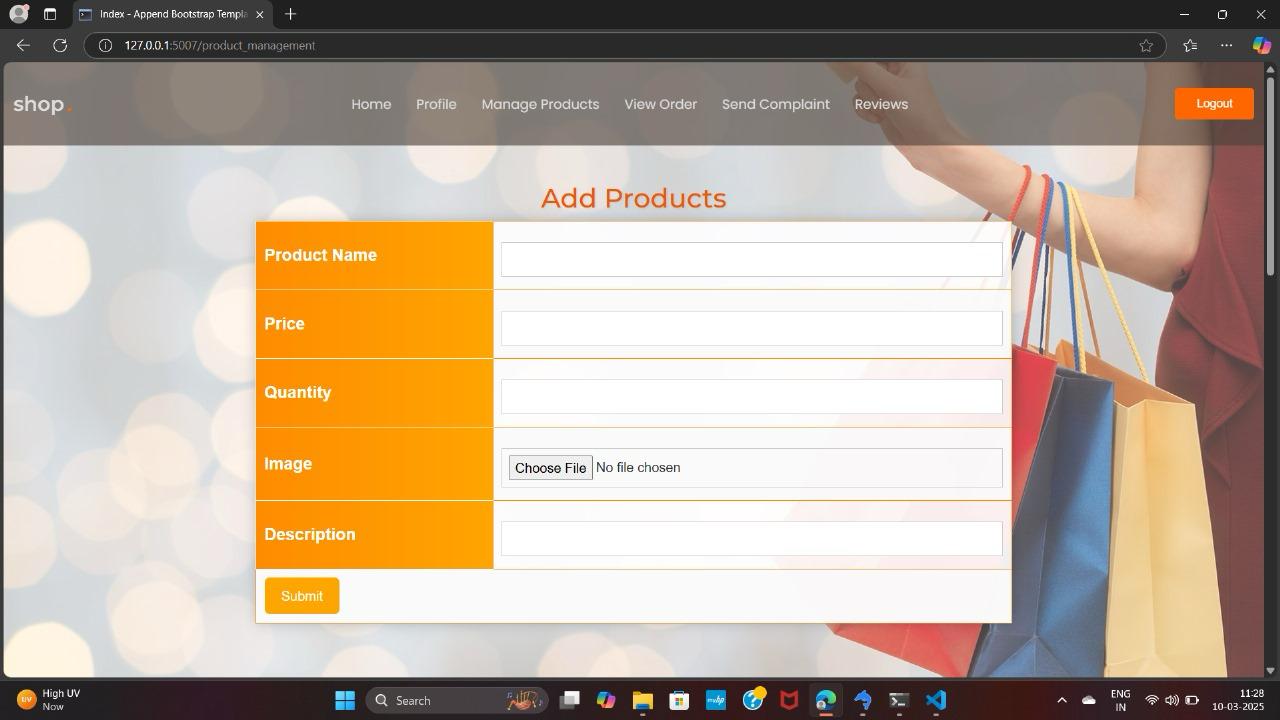 Index - Append Bootstrap Templa
127.0.0.1:5007/product_management
shop.
Home Profile Manage Products View Order Send Complaint Reviews
Logout
Add Products
Product Name
Price
Quantity
Image
Choose File No file chosen
Description
Submit
High UV
Now
Search
ENG
IN
11:28
10-03-2025